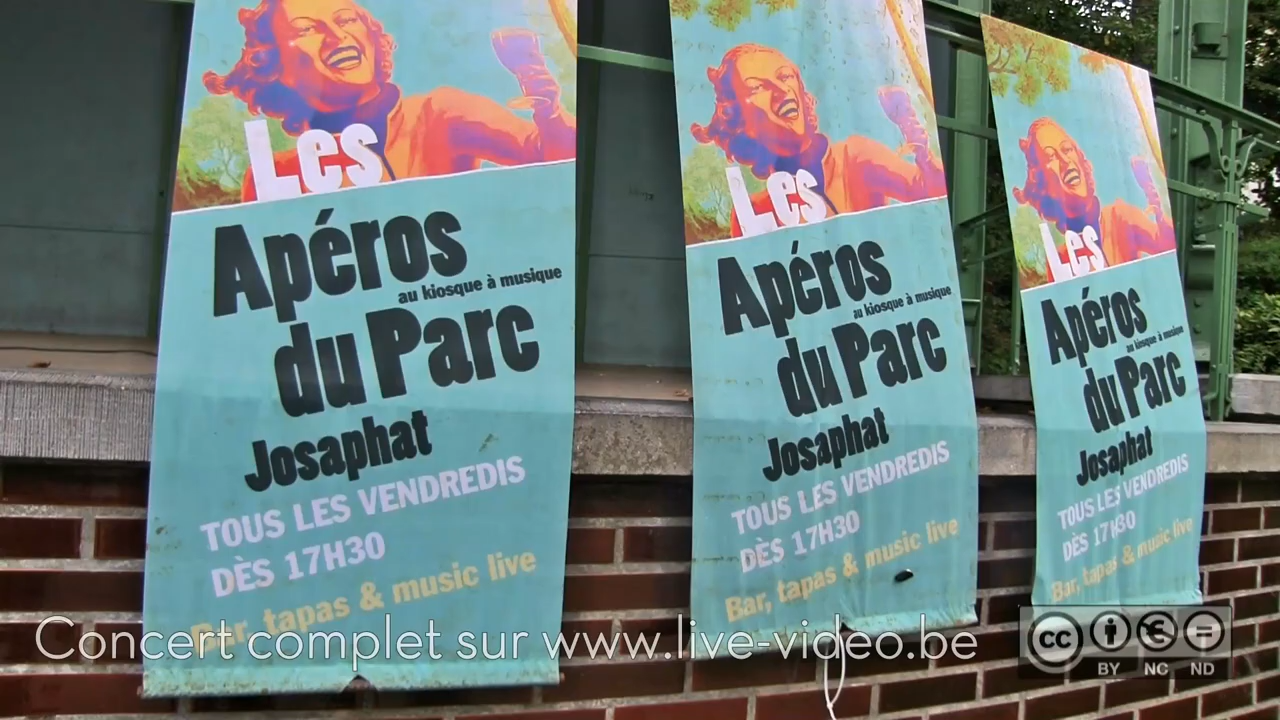 Les
Apéros
au kiosque à musique
du Parc
Josaphat
TOUS LES VENDREDIS
DÈS 17H30
Bar, tapas & music live
Les
Apéros
au kiosque à musique
du Parc
Josaphat
TOUS LES VENDREDIS
DÈS 17H30
Bar, tapas & music live
Les
Apéros
au kiosque à musique
du Parc
Josaphat
TOUS LES VENDREDIS
DÈS 17H30
Bar, tapas & music live
Concert complet sur www.live-video.be
cc
BY NC ND